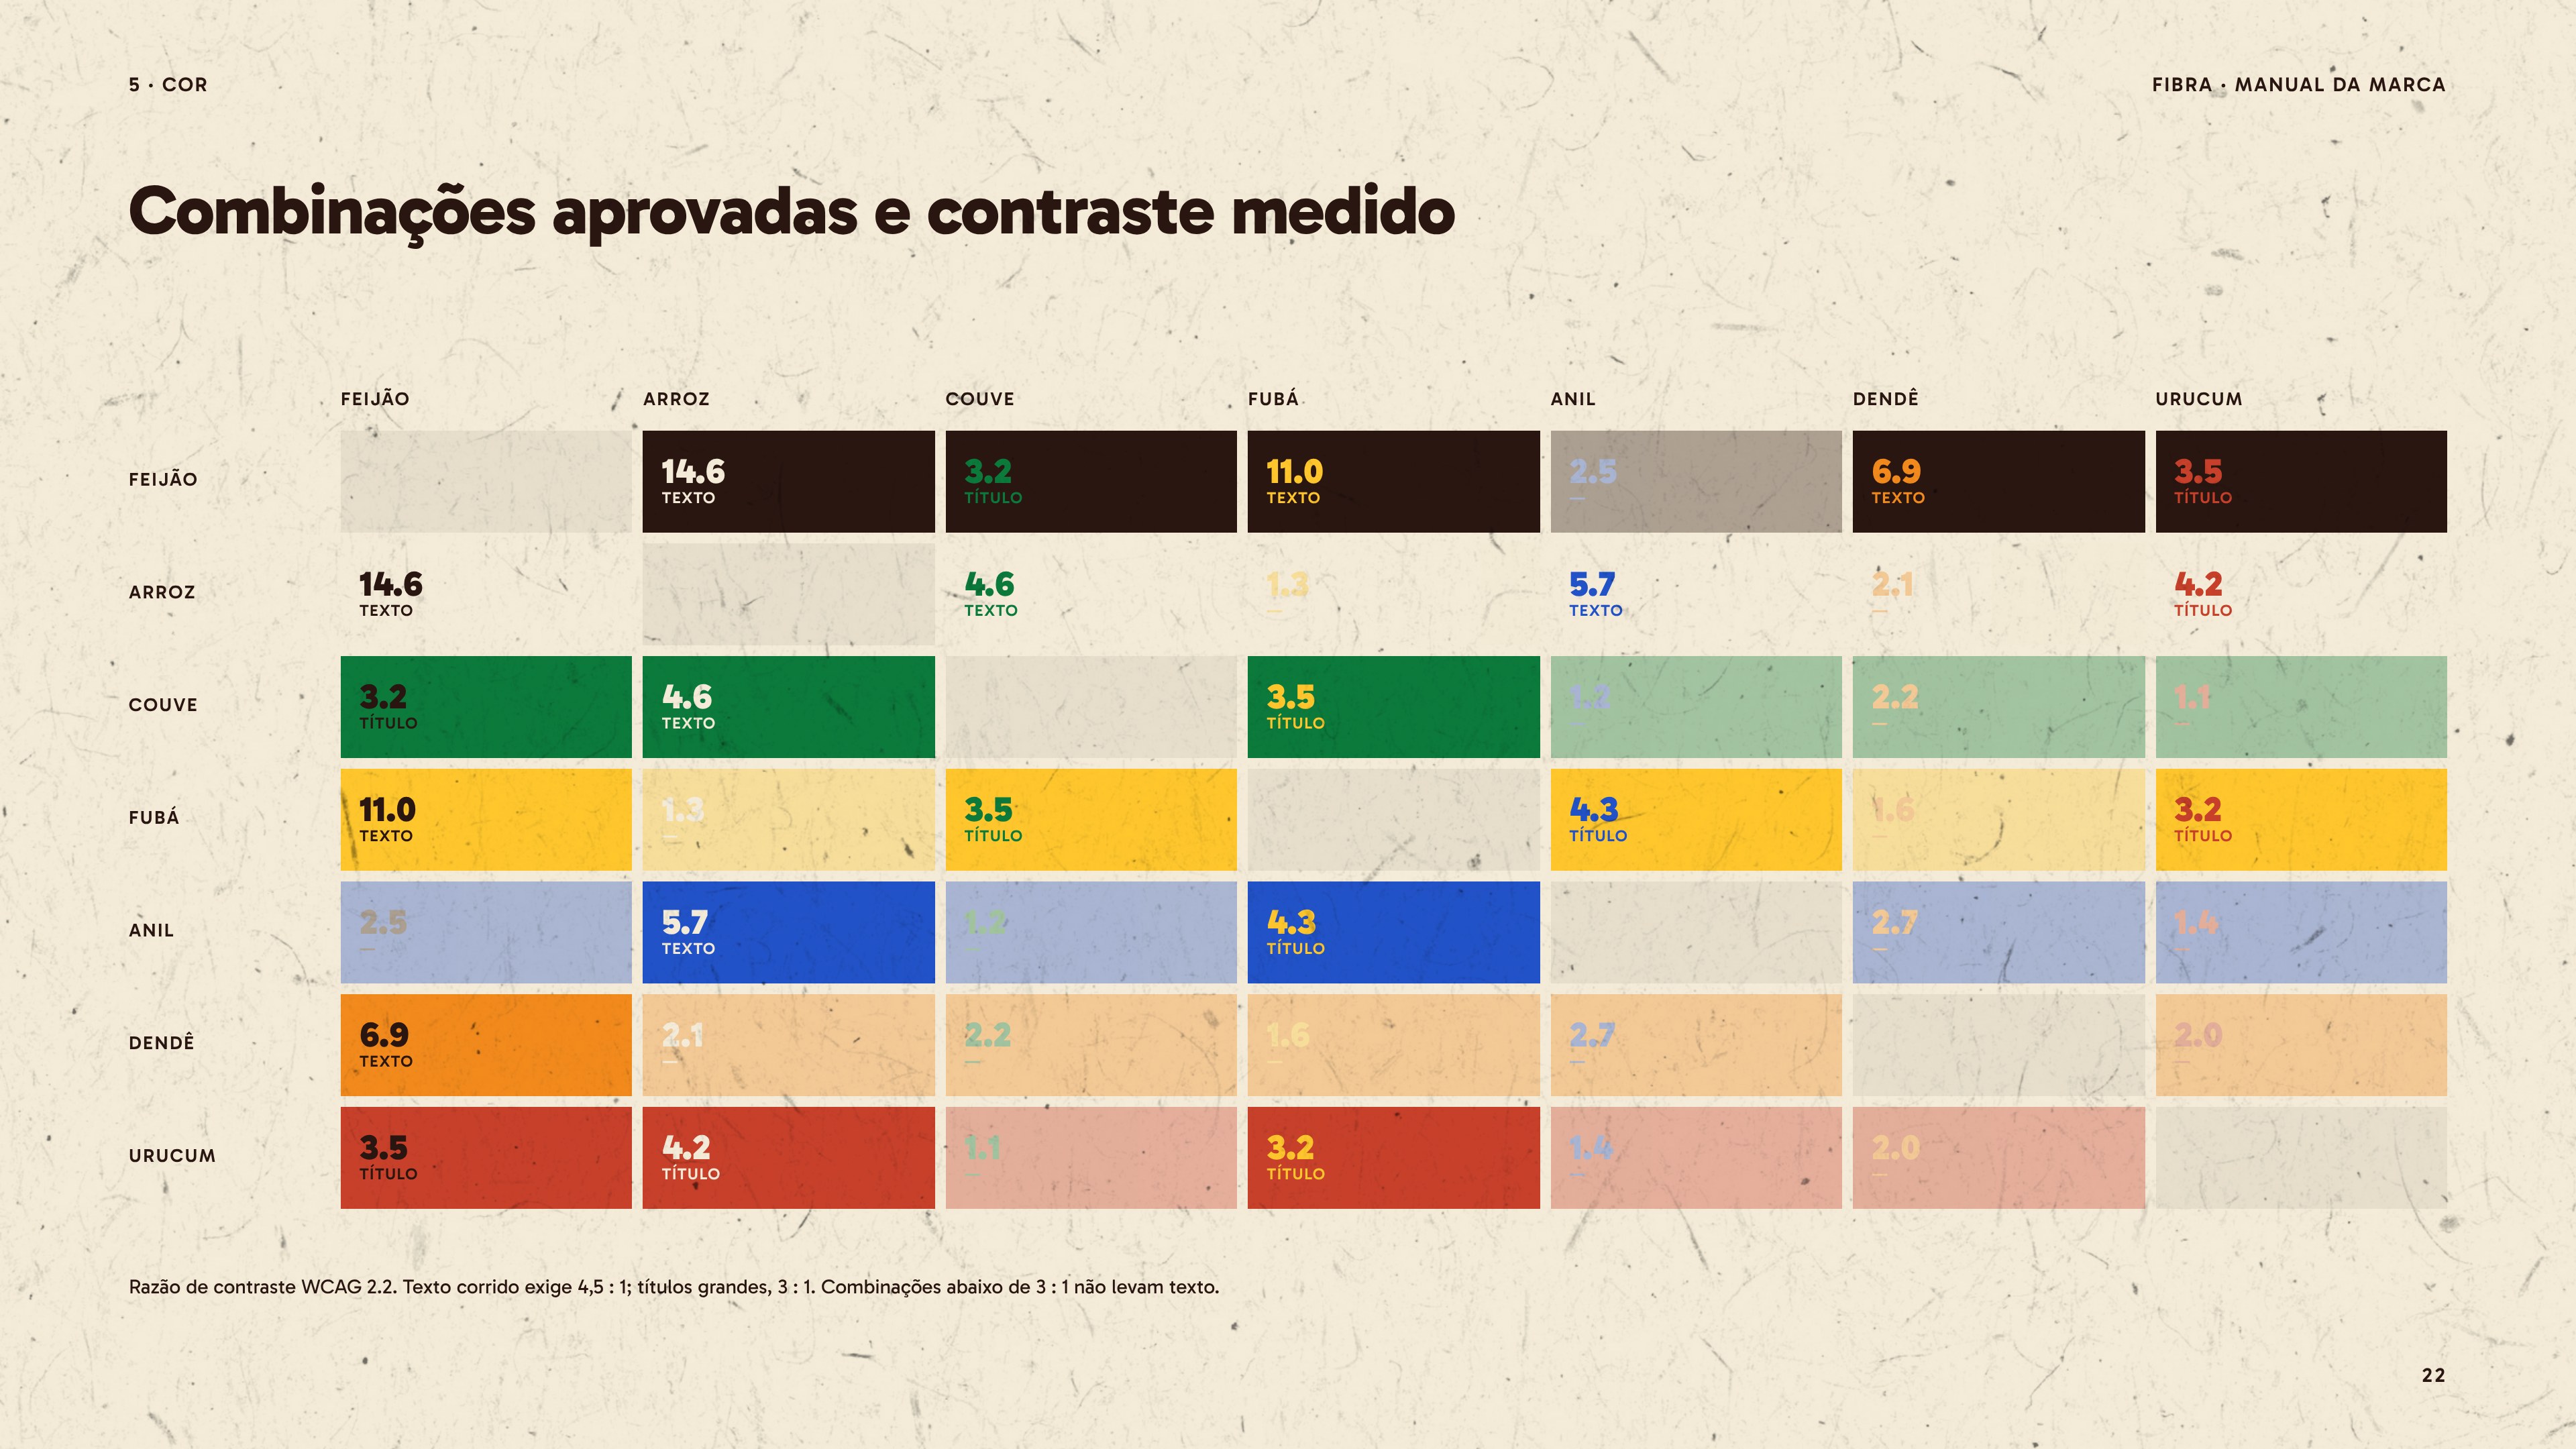 5 · COR
FIBRA · MANUAL DA MARCA
Combinações aprovadas e contraste medido
FEIJÃO ARROZ COUVE FUBÁ ANIL DENDÊ URUCUM
FEIJÃO
14.6 3.2 11.0 2.5 6.9 3.5
TEXTO TÍTULO TEXTO — TEXTO TÍTULO
ARROZ
14.6 4.6 1.3 5.7 2.1 4.2
TEXTO TEXTO — TEXTO — TÍTULO
COUVE
3.2 4.6 3.5 1.2 2.2 1.1
TÍTULO TEXTO TÍTULO — — —
FUBÁ
11.0 1.3 3.5 4.3 1.6 3.2
TEXTO — TÍTULO TÍTULO — TÍTULO
ANIL
2.5 5.7 1.2 4.3 2.7 1.4
— TEXTO — TÍTULO — —
DENDÊ
6.9 2.1 2.2 1.6 2.7 2.0
TEXTO — — — — —
URUCUM
3.5 4.2 1.1 3.2 1.4 2.0
TÍTULO TÍTULO — TÍTULO — —
Razão de contraste WCAG 2.2. Texto corrido exige 4,5 : 1; títulos grandes, 3 : 1. Combinações abaixo de 3 : 1 não levam texto.
22